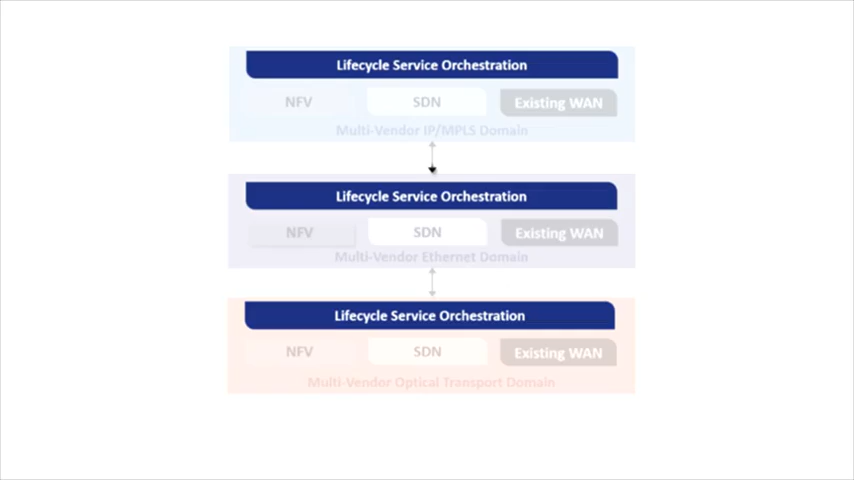 Lifecycle Service Orchestration
NFV SDN Existing WAN
Multi-Vendor IP/MPLS Domain
Lifecycle Service Orchestration
NFV SDN Existing WAN
Multi-Vendor Ethernet Domain
Lifecycle Service Orchestration
NFV SDN Existing WAN
Multi-Vendor Optical Transport Domain